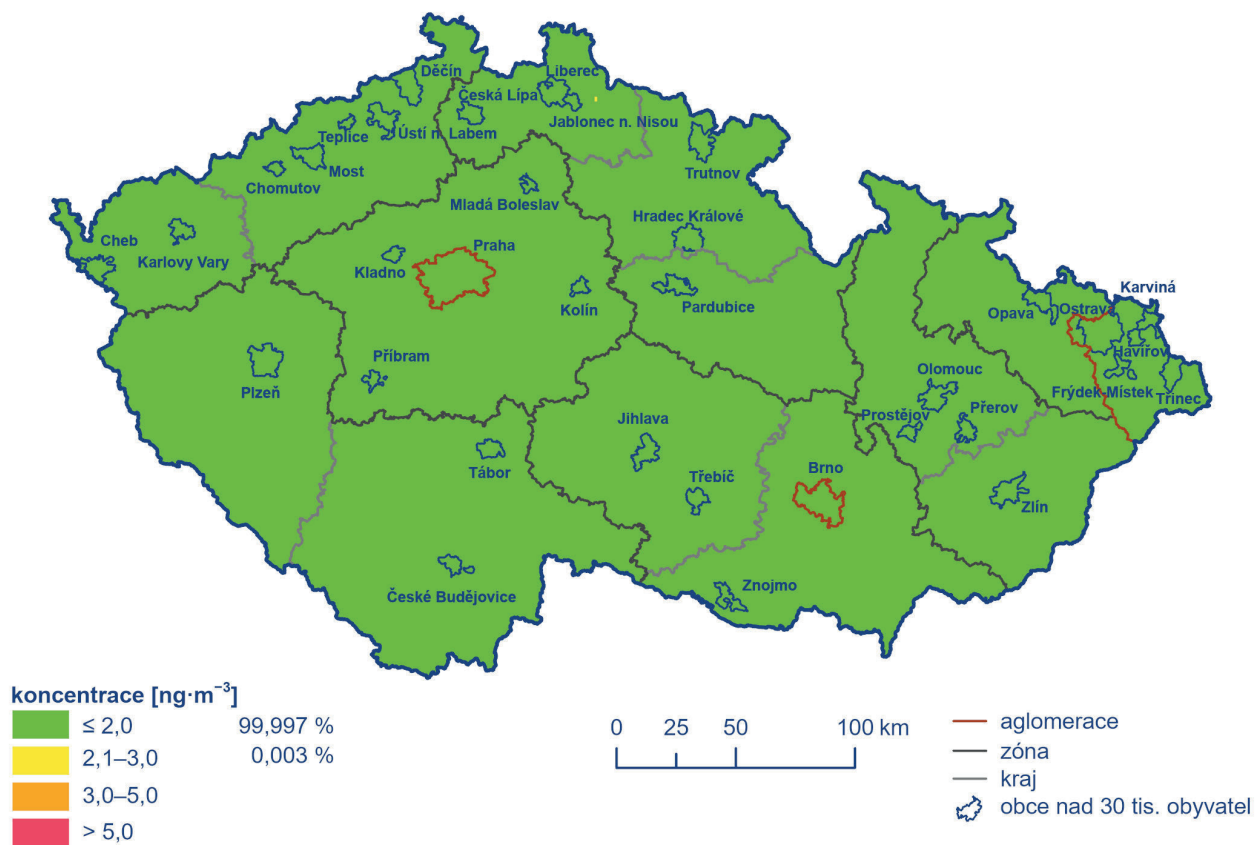 Děčín
Liberec
Česká Lípa
Jablonec n. Nisou
Teplice
Ústí n. Labem
Most
Chomutov
Trutnov
Mladá Boleslav
Hradec Králové
Cheb
Karlovy Vary
Praha
Kladno
Kolín
Pardubice
Karviná
Opava
Ostrava
Havířov
Příbram
Plzeň
Olomouc
Frýdek-Místek
Třinec
Prostějov
Přerov
Jihlava
Tábor
Třebíč
Brno
Zlín
České Budějovice
Znojmo
koncentrace [ng·m⁻³]
≤ 2,0 99,997 %
2,1–3,0 0,003 %
3,0–5,0
> 5,0
0 25 50 100 km
aglomerace
zóna
kraj
obce nad 30 tis. obyvatel